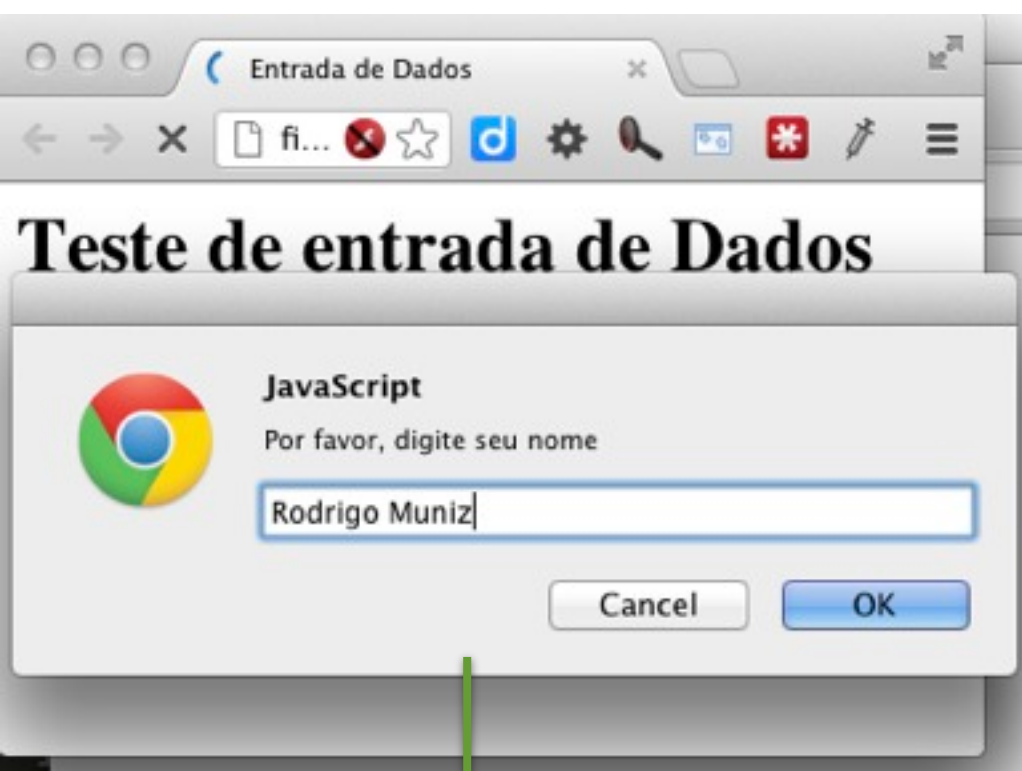 Entrada de Dados
fi...
Teste de entrada de Dados
JavaScript
Por favor, digite seu nome
Rodrigo Muniz
Cancel
OK